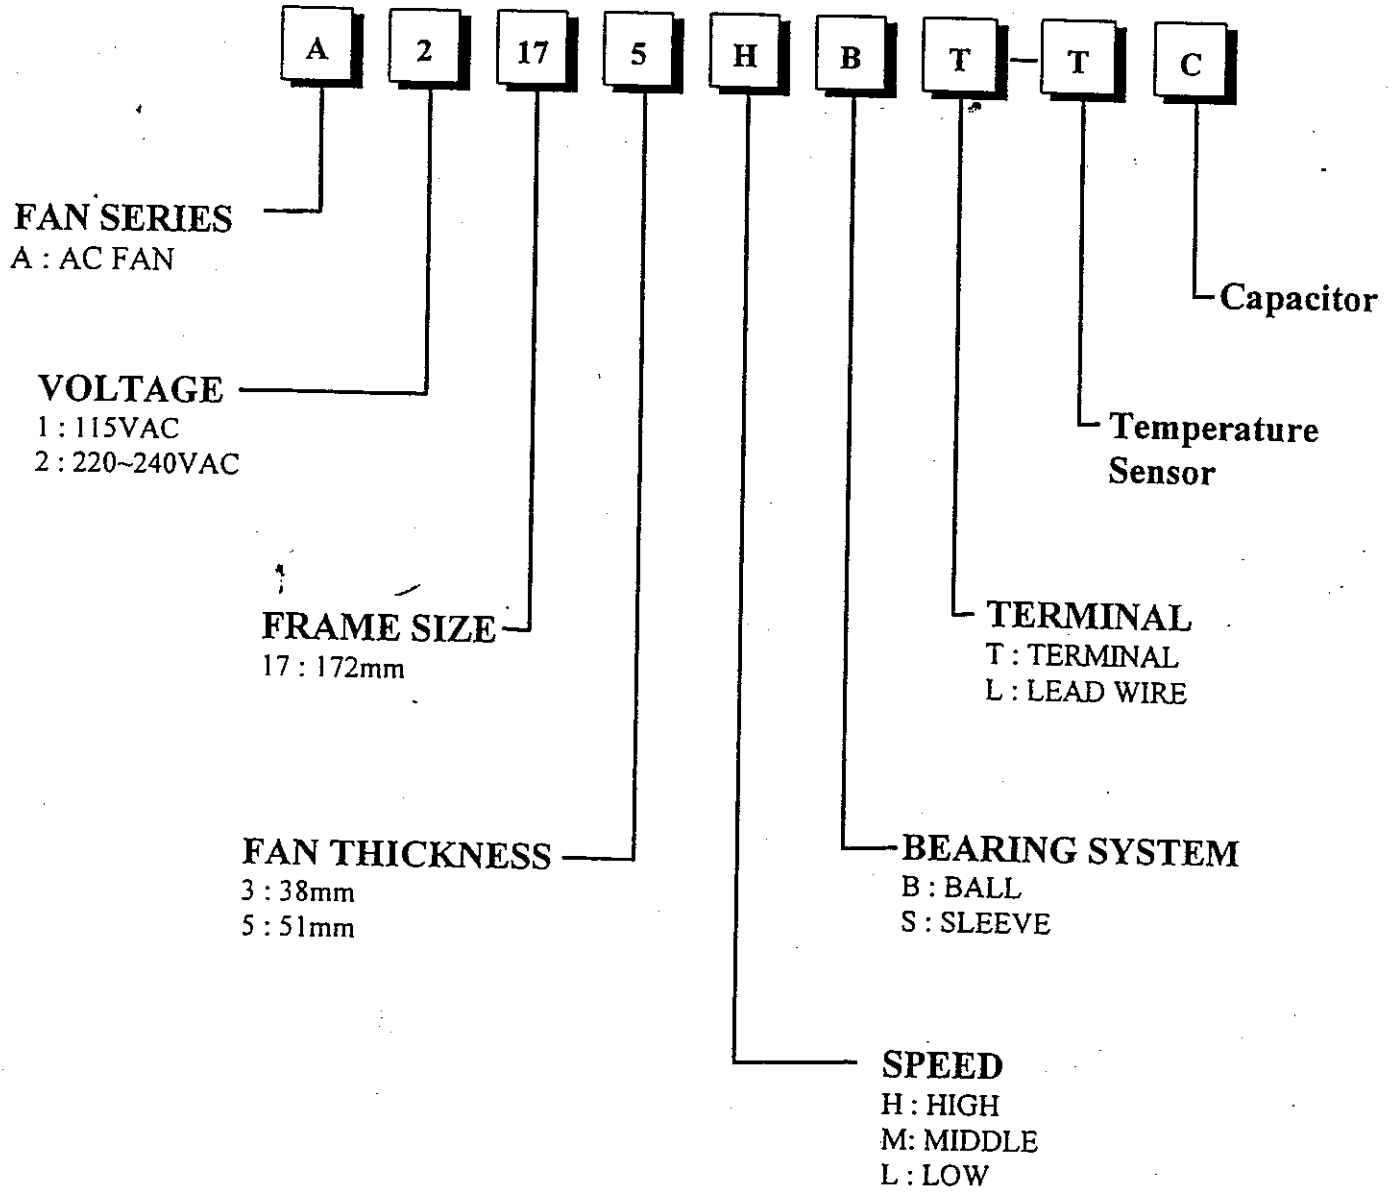 A 2 17 5 H B T - T C
FAN SERIES
A : AC FAN
Capacitor
VOLTAGE
1 : 115VAC
2 : 220~240VAC
Temperature
Sensor
FRAME SIZE
17 : 172mm
TERMINAL
T : TERMINAL
L : LEAD WIRE
FAN THICKNESS
3 : 38mm
5 : 51mm
BEARING SYSTEM
B : BALL
S : SLEEVE
SPEED
H : HIGH
M: MIDDLE
L : LOW